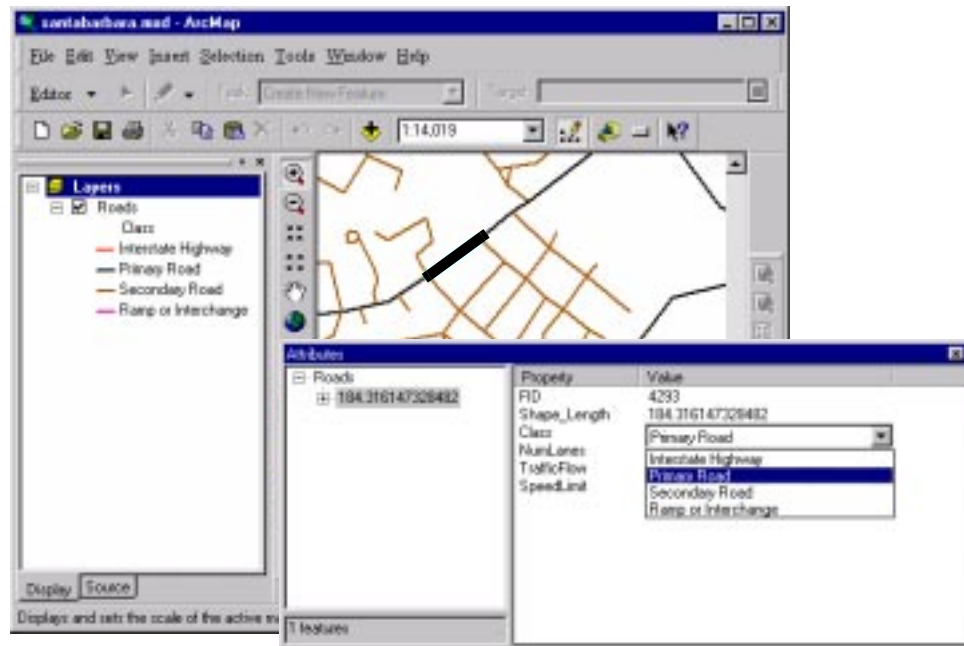 santabarbara.mxd - ArcMap
File Edit View Insert Selection Tools Window Help
Editor Task: Create New Feature Target:
1:14,019
Layers
Roads
Class
Interstate Highway
Primary Road
Secondary Road
Ramp or Interchange
Display Source
Displays and sets the scale of the active
Attributes
Roads
184.316147328482
1 features
Property Value
FID 4293
Shape_Length 184.316147328482
Class Primary Road
NumLanes Interstate Highway
TrafficFlow Primary Road
SpeedLimit Secondary Road
Ramp or Interchange